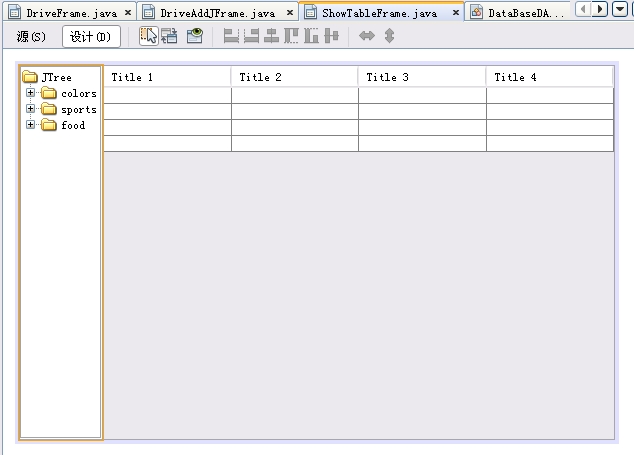 DriveFrame.java DriveAddJFrame.java ShowTableFrame.java DataBaseDA...
源(S) 设计(D)
JTree Title 1 Title 2 Title 3 Title 4
colors
sports
food